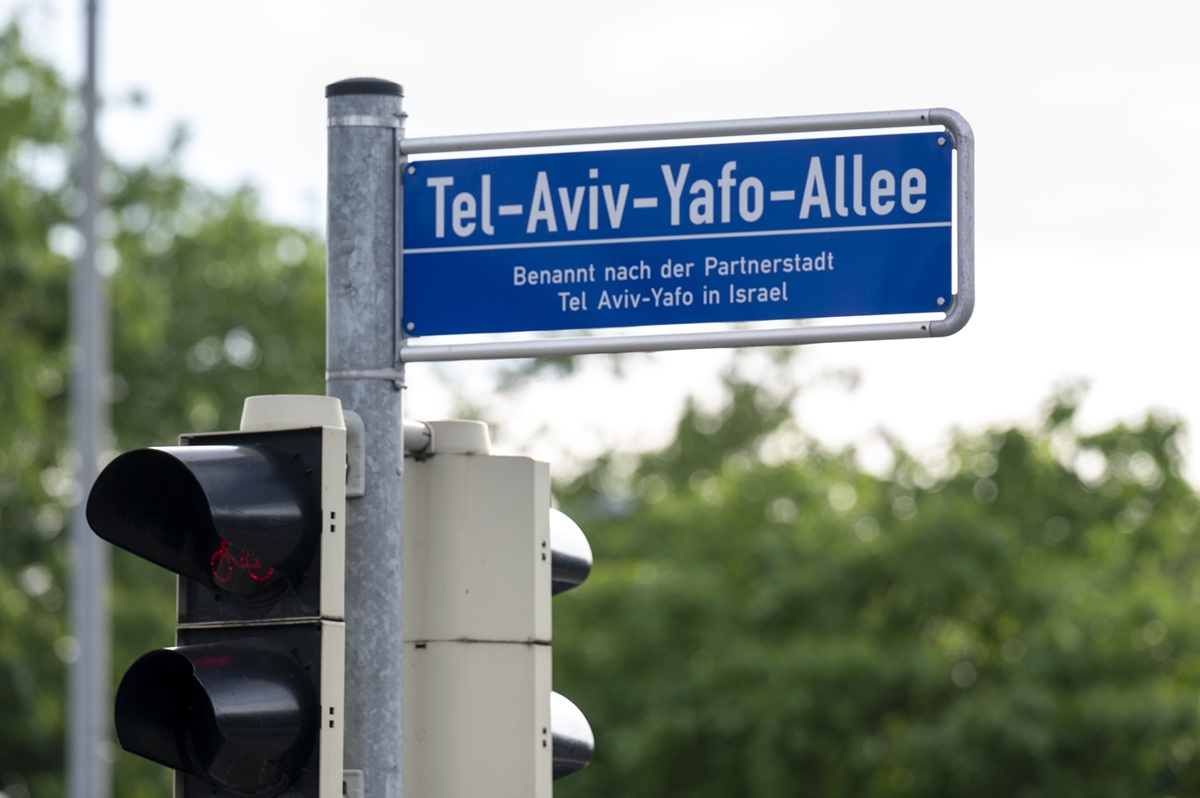 Tel-Aviv-Yafo-Allee
Benannt nach der Partnerstadt
Tel Aviv-Yafo in Israel